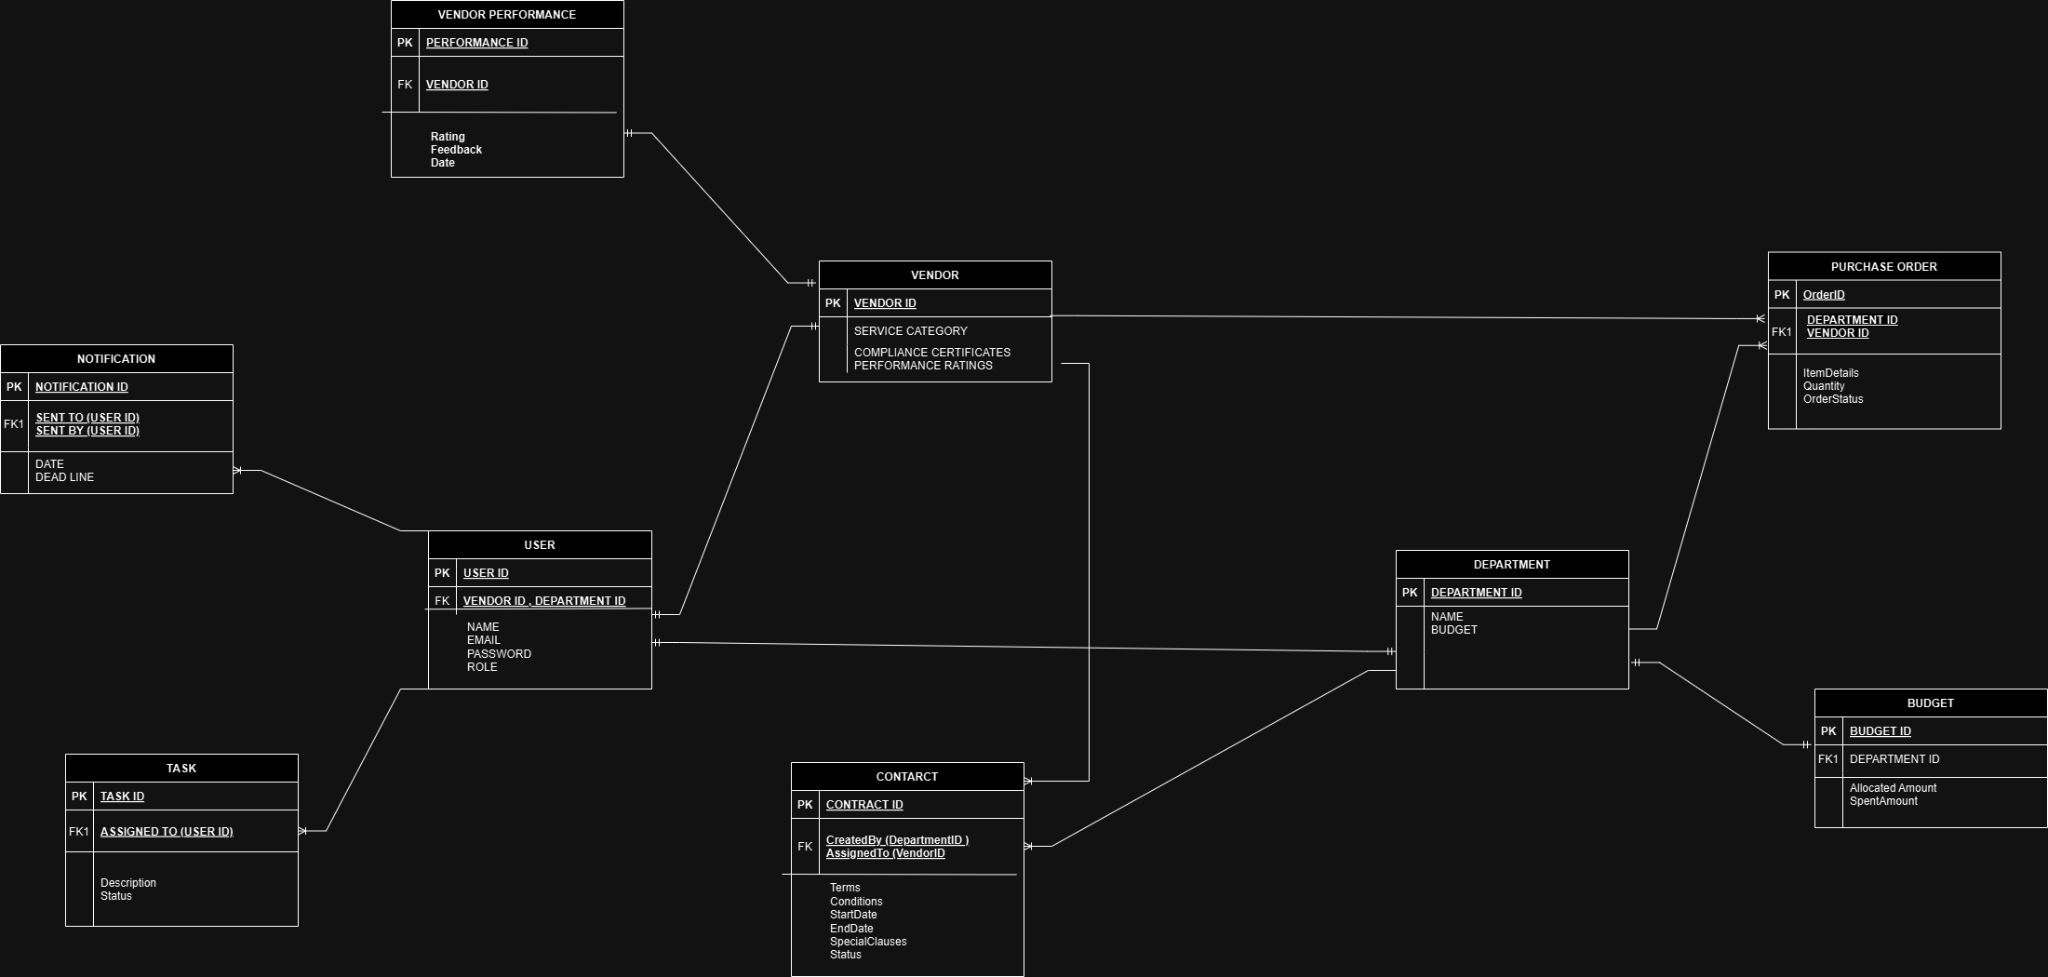 VENDOR PERFORMANCE
PK PERFORMANCE ID
FK VENDOR ID
Rating
Feedback
Date
VENDOR
PK VENDOR ID
SERVICE CATEGORY
COMPLIANCE CERTIFICATES
PERFORMANCE RATINGS
PURCHASE ORDER
PK OrderID
DEPARTMENT ID
FK1 VENDOR ID
ItemDetails
Quantity
OrderStatus
NOTIFICATION
PK NOTIFICATION ID
FK1 SENT TO (USER ID)
SENT BY (USER ID)
DATE
DEAD LINE
USER
PK USER ID
FK VENDOR ID , DEPARTMENT ID
NAME
EMAIL
PASSWORD
ROLE
DEPARTMENT
PK DEPARTMENT ID
NAME
BUDGET
BUDGET
PK BUDGET ID
FK1 DEPARTMENT ID
Allocated Amount
SpentAmount
TASK
PK TASK ID
FK1 ASSIGNED TO (USER ID)
Description
Status
CONTARCT
PK CONTRACT ID
FK CreatedBy (DepartmentID )
AssignedTo (VendorID
Terms
Conditions
StartDate
EndDate
SpecialClauses
Status